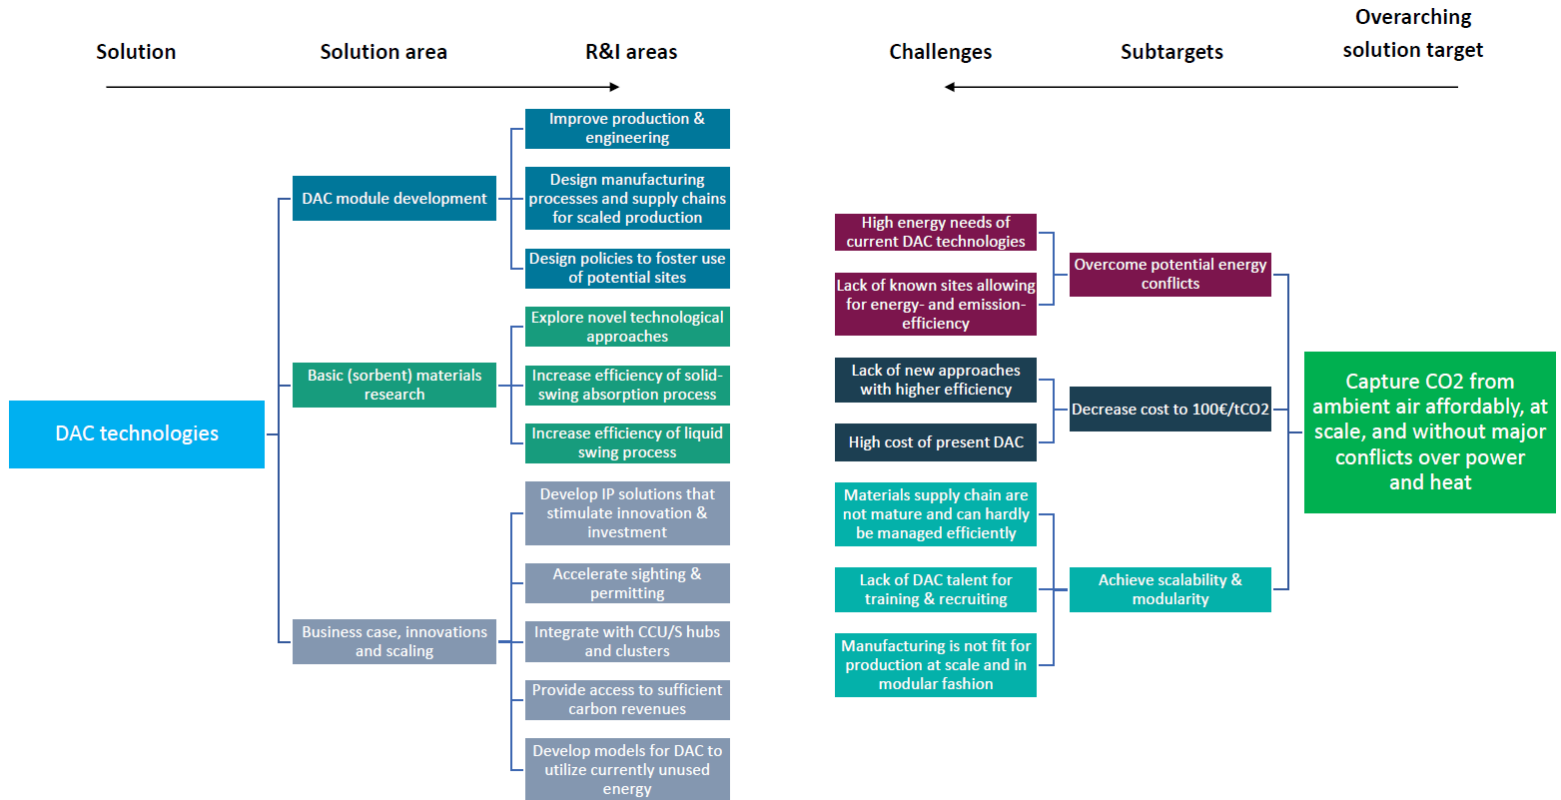 Solution
Solution area
R&I areas
Challenges
Subtargets
Overarching
solution target
DAC technologies
DAC module development
Improve production &
engineering
Design manufacturing
processes and supply chains
for scaled production
Design policies to foster use
of potential sites
Basic (sorbent) materials
research
Explore novel technological
approaches
Increase efficiency of solid-
swing absorption process
Increase efficiency of liquid
swing process
Business case, innovations
and scaling
Develop IP solutions that
stimulate innovation &
investment
Accelerate sighting &
permitting
Integrate with CCU/S hubs
and clusters
Provide access to sufficient
carbon revenues
Develop models for DAC to
utilize currently unused
energy
High energy needs of
current DAC technologies
Lack of known sites allowing
for energy- and emission-
efficiency
Overcome potential energy
conflicts
Lack of new approaches
with higher efficiency
High cost of present DAC
Decrease cost to 100€/tCO2
Materials supply chain are
not mature and can hardly
be managed efficiently
Lack of DAC talent for
training & recruiting
Manufacturing is not fit for
production at scale and in
modular fashion
Achieve scalability &
modularity
Capture CO2 from
ambient air affordably, at
scale, and without major
conflicts over power
and heat